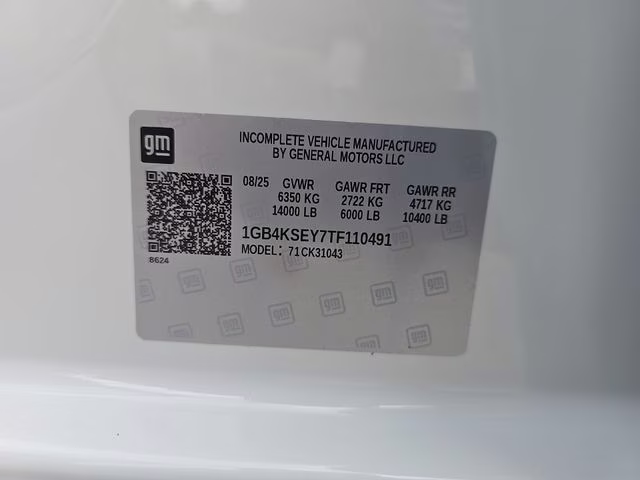 gm
INCOMPLETE VEHICLE MANUFACTURED
BY GENERAL MOTORS LLC
08/25 GVWR GAWR FRT GAWR RR
6350 KG 2722 KG 4717 KG
14000 LB 6000 LB 10400 LB
1GB4KSEY7TF110491
MODEL: 71CK31043
8624